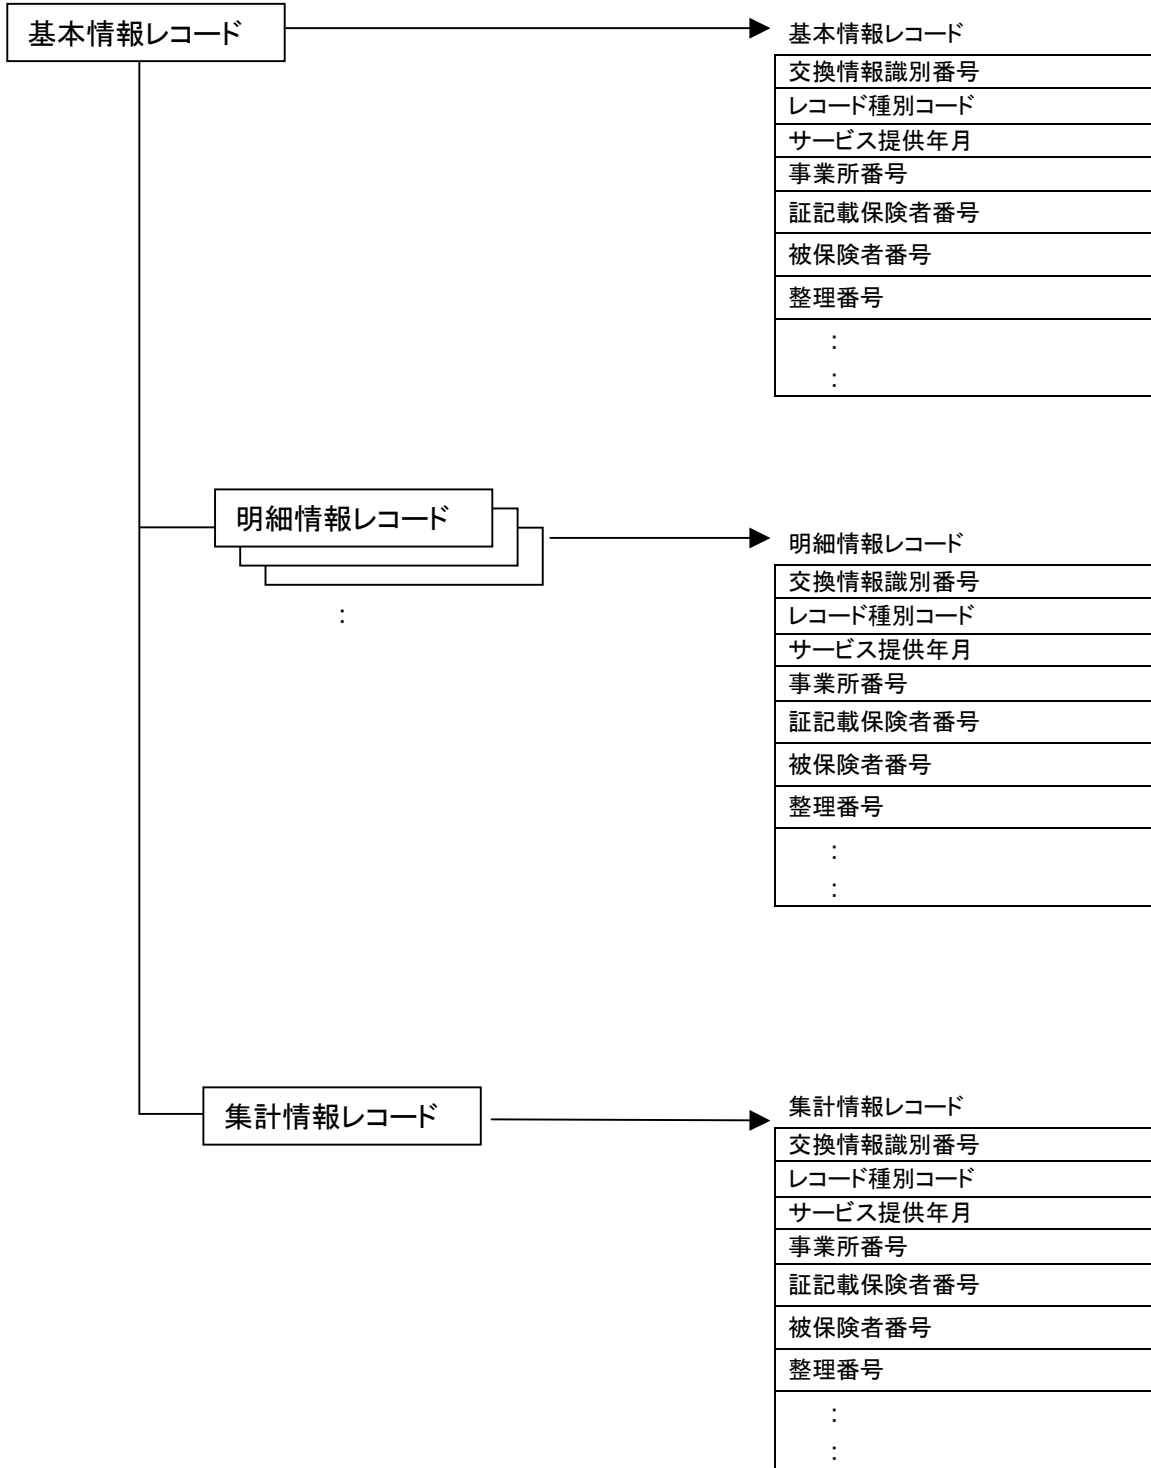 基本情報レコード
基本情報レコード
交換情報識別番号
レコード種別コード
サービス提供年月
事業所番号
証記載保険者番号
被保険者番号
整理番号
:
:
明細情報レコード
:
明細情報レコード
交換情報識別番号
レコード種別コード
サービス提供年月
事業所番号
証記載保険者番号
被保険者番号
整理番号
:
:
集計情報レコード
集計情報レコード
交換情報識別番号
レコード種別コード
サービス提供年月
事業所番号
証記載保険者番号
被保険者番号
整理番号
:
: